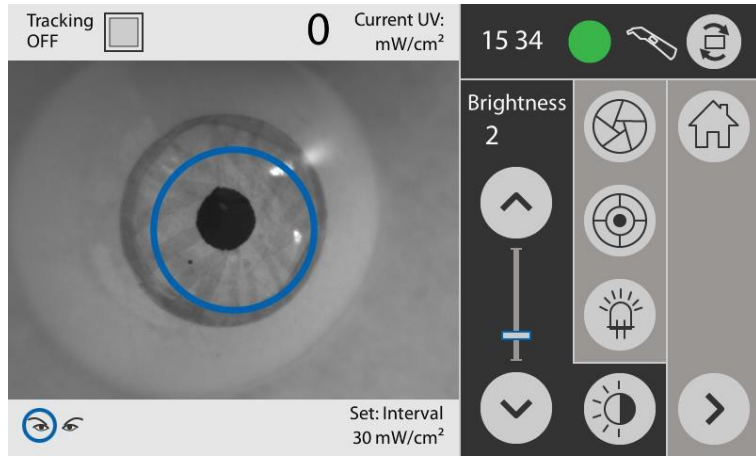 Tracking
OFF
0
Current UV:
mW/cm²
15 34
Brightness
2
Set: Interval
30 mW/cm²